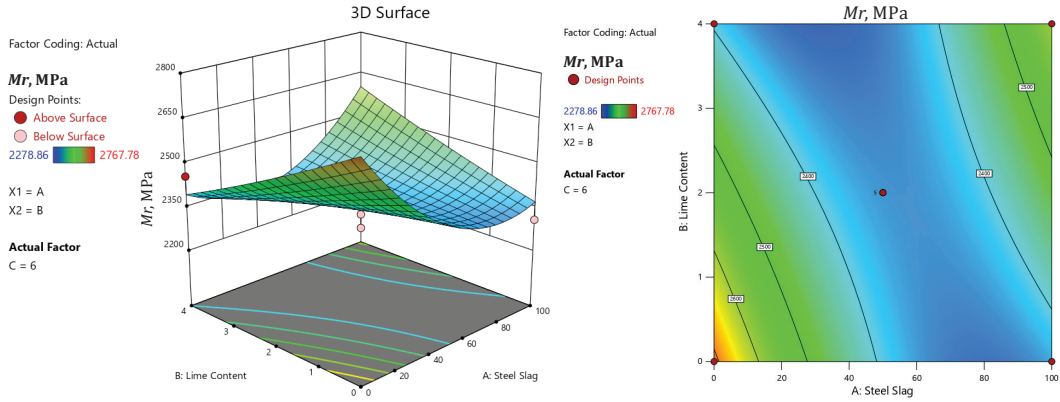 3D Surface
Factor Coding: Actual
Mr, MPa
Design Points:
Above Surface
Below Surface
2278.86 2767.78
X1 = A
X2 = B
Actual Factor
C = 6
2800
2650
2500
2350
2200
Mr, MPa
4
3
2
1
0
0
20
40
60
80
100
B: Lime Content
A: Steel Slag
Mr, MPa
Factor Coding: Actual
Mr, MPa
Design Points
2278.86 2767.78
X1 = A
X2 = B
Actual Factor
C = 6
4
3
2
1
0
B: Lime Content
2500
2400
2400
5
2500
2600
0 20 40 60 80 100
A: Steel Slag